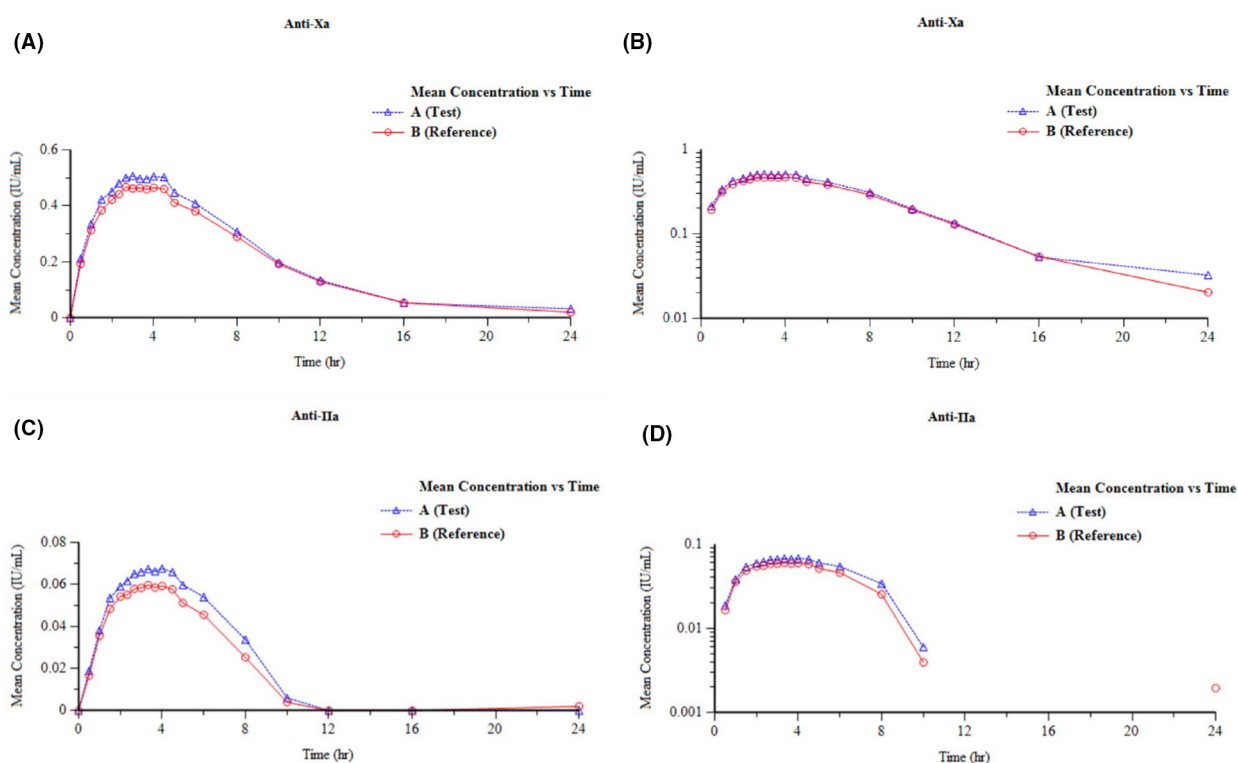 (A)
Anti-Xa
Mean Concentration vs Time
A (Test)
B (Reference)
Mean Concentration (IU/mL)
0.6
0.4
0.2
0
0 4 8 12 16 20 24
Time (hr)
(B)
Anti-Xa
Mean Concentration vs Time
A (Test)
B (Reference)
Mean Concentration (IU/mL)
1
0.1
0.01
0 4 8 12 16 20 24
Time (hr)
(C)
Anti-IIa
Mean Concentration vs Time
A (Test)
B (Reference)
Mean Concentration (IU/mL)
0.08
0.06
0.04
0.02
0
0 4 8 12 16 20 24
Time (hr)
(D)
Anti-IIa
Mean Concentration vs Time
A (Test)
B (Reference)
Mean Concentration (IU/mL)
0.1
0.01
0.001
0 4 8 12 16 20 24
Time (hr)